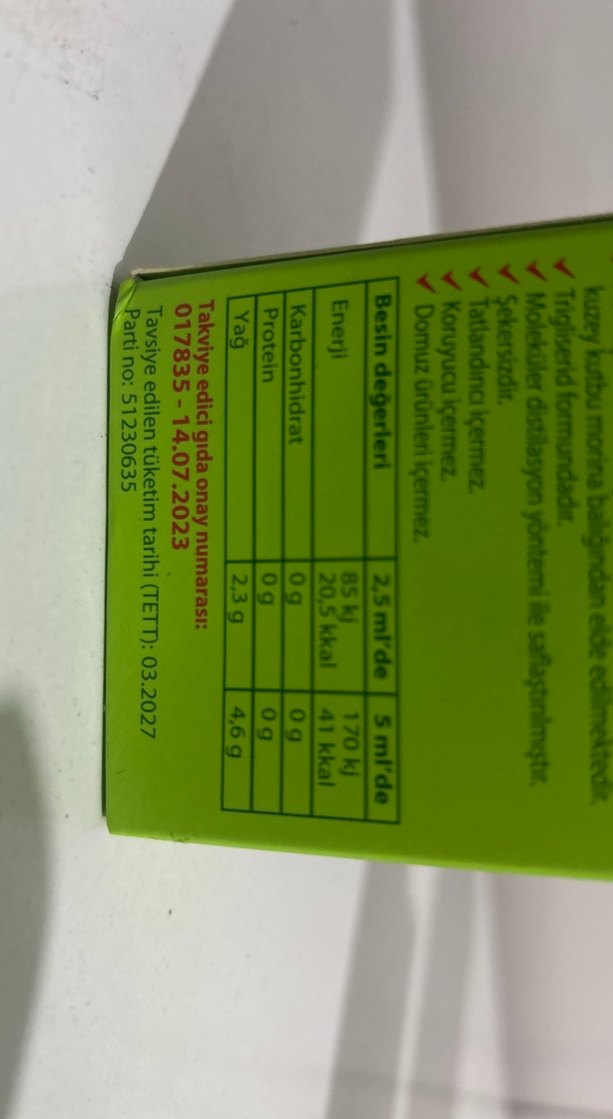 kuzey kutbu morina balığından elde edilmektedir.
Trigliserid formundadır.
Moleküler distilasyon yöntemi ile saflaştırılmıştır.
Şekersizdir.
Tatlandırıcı içermez.
Koruyucu içermez.
Domuz ürünleri içermez.
Besin değerleri 2,5 ml'de 5 ml'de
Enerji 85 kj 170 kj
20,5 kkal 41 kkal
Karbonhidrat 0 g 0 g
Protein 0 g 0 g
Yağ 2,3 g 4,6 g
Takviye edici gıda onay numarası:
017835 - 14.07.2023
Tavsiye edilen tüketim tarihi (TETT): 03.2027
Parti no: 51230635